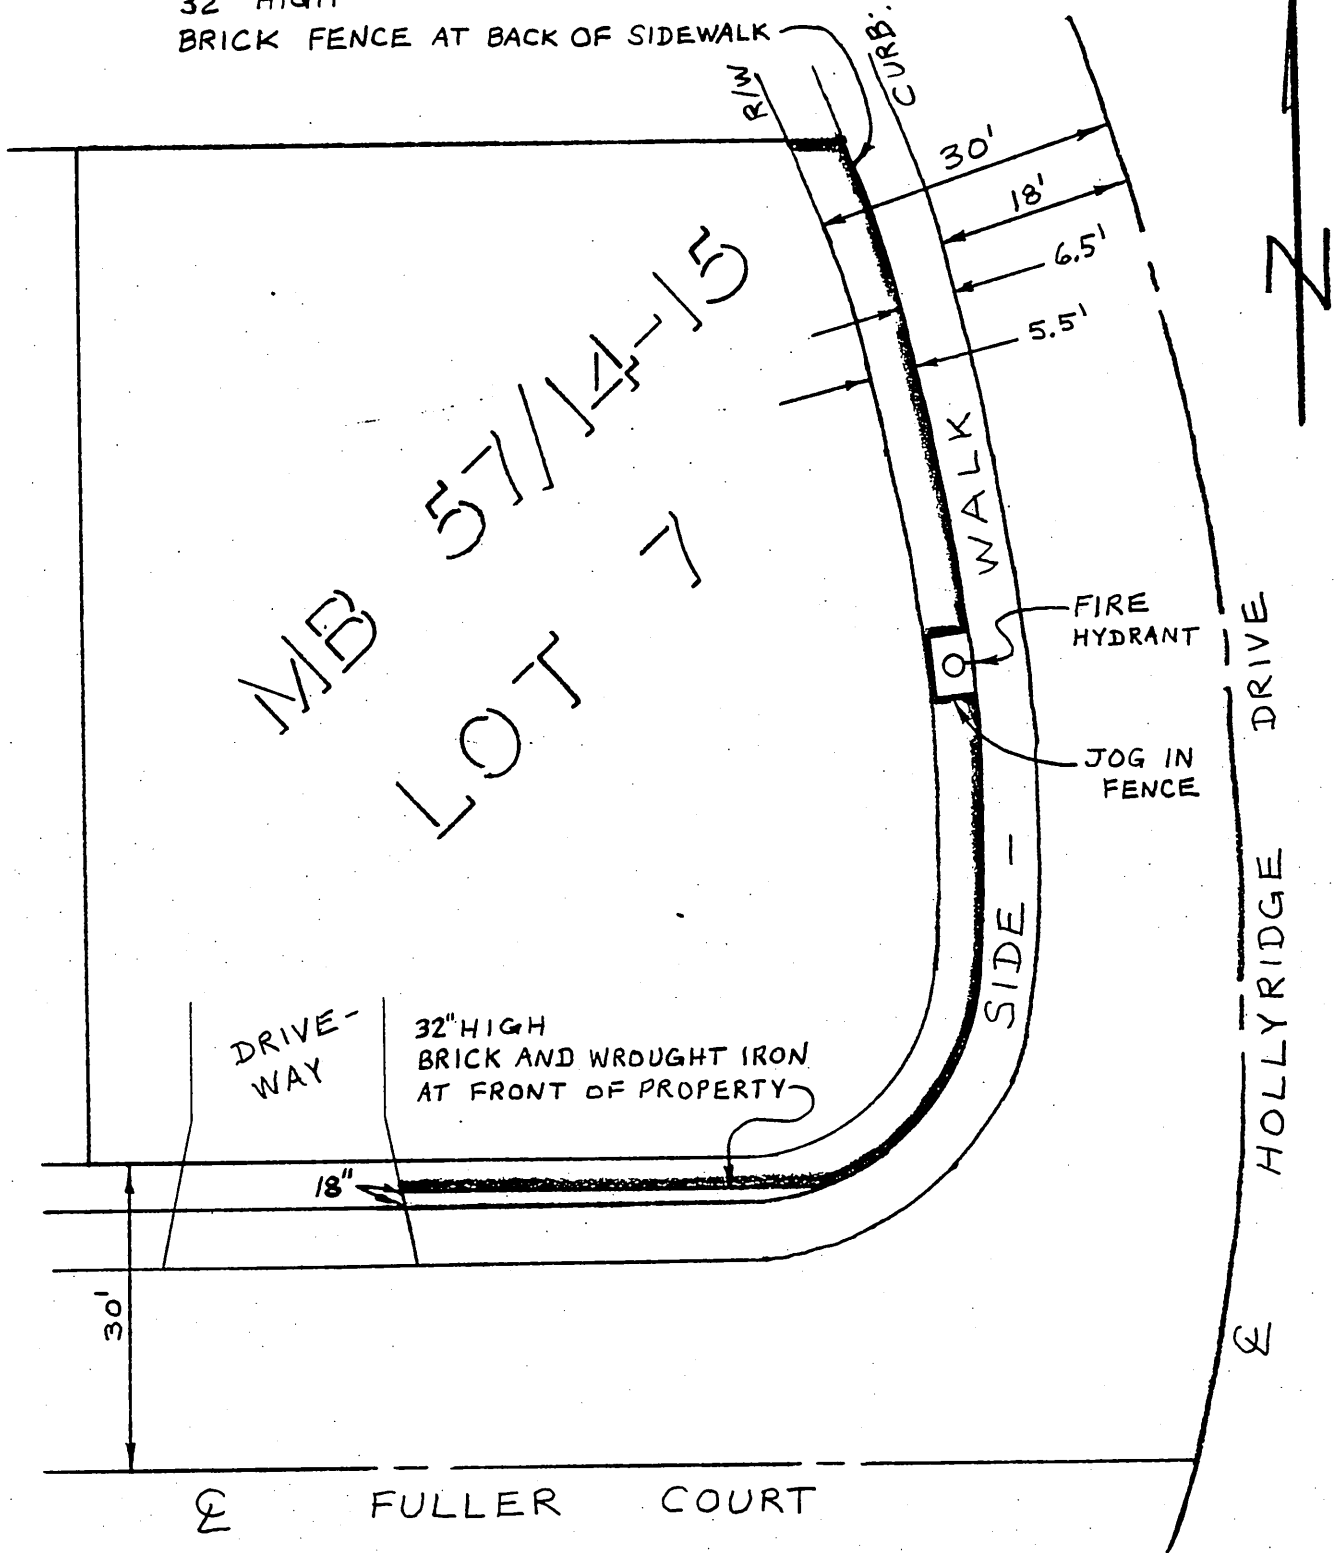 32" HIGH
BRICK FENCE AT BACK OF SIDEWALK
R/W
CURB
30'
18'
6.5'
5.5'
N
MB 57/14-15
LOT 7
WALK
FIRE
HYDRANT
JOG IN
FENCE
SIDE -
HOLLYRIDGE DRIVE
℄
DRIVE-
WAY
32" HIGH
BRICK AND WROUGHT IRON
AT FRONT OF PROPERTY
18"
30'
℄ FULLER COURT